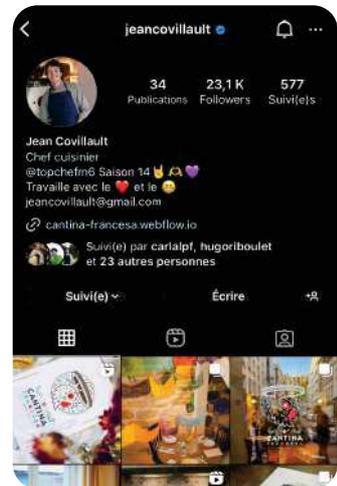 jeancovillault
34 23,1 K 577
Publications Followers Suivi(e)s
Jean Covillault
Chef cuisinier
@topchefm6 Saison 14 🤘 🫶 💜
Travaille avec le ❤️ et le 😁
jeancovillault@gmail.com
cantina-francesa.webflow.io
Suivi(e) par carlalpf, hugoriboulet
et 23 autres personnes
Suivi(e) Écrire
CANTINA
CANTINA